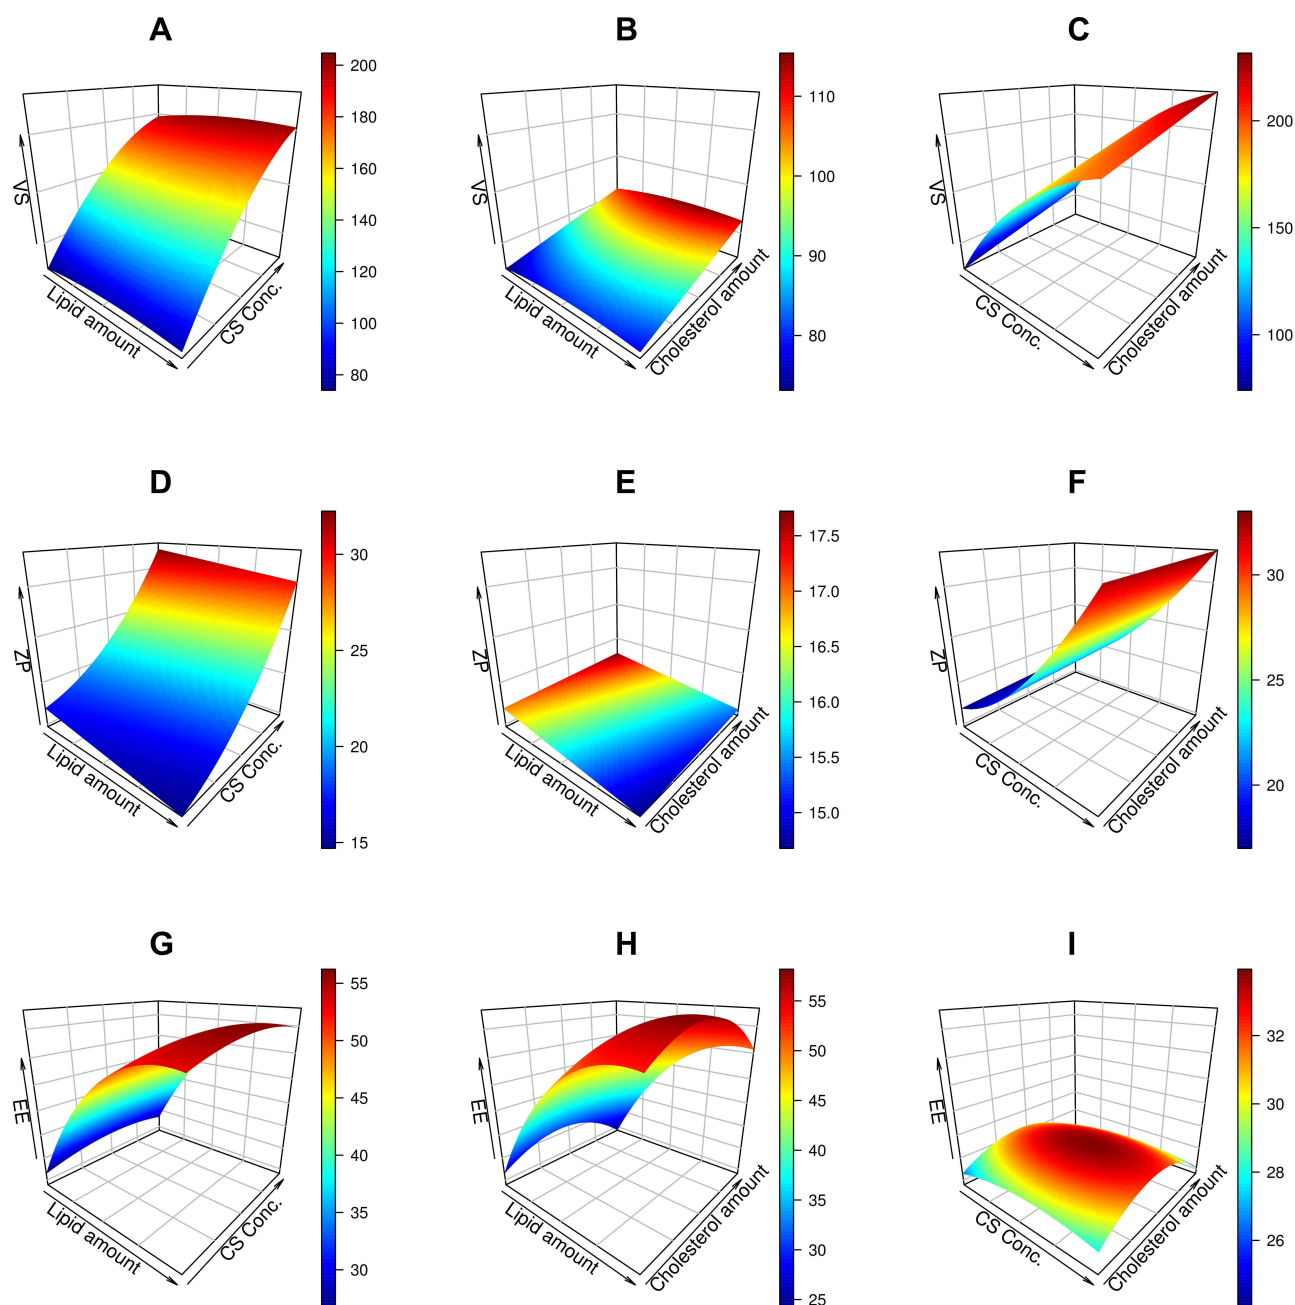 A
B
C
VS
Lipid amount
CS Conc.
200
180
160
140
120
100
80
VS
Lipid amount
Cholesterol amount
110
100
90
80
VS
CS Conc.
Cholesterol amount
200
150
100
D
E
F
ZP
Lipid amount
CS Conc.
30
25
20
15
ZP
Lipid amount
Cholesterol amount
17.5
17.0
16.5
16.0
15.5
15.0
ZP
CS Conc.
Cholesterol amount
30
25
20
G
H
I
EE
Lipid amount
CS Conc.
55
50
45
40
35
30
EE
Lipid amount
Cholesterol amount
55
50
45
40
35
30
25
EE
CS Conc.
Cholesterol amount
32
30
28
26